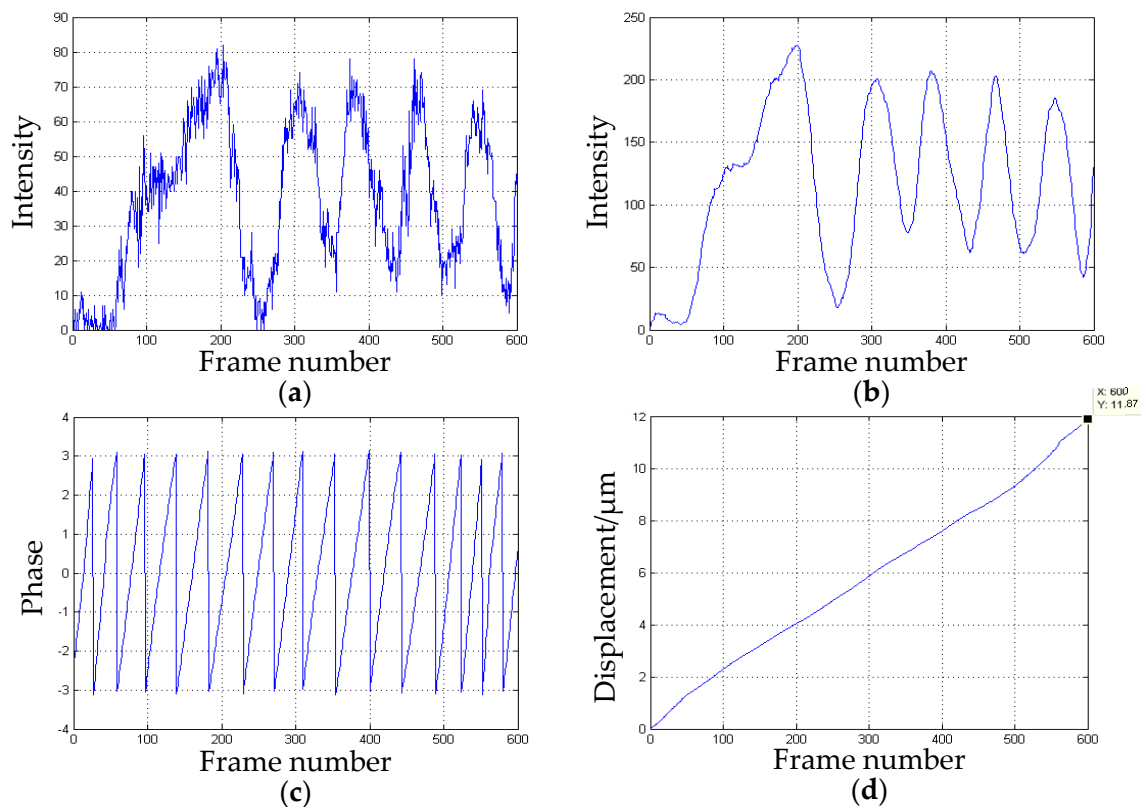 90
80
70
60
50
40
30
20
10
0
0 100 200 300 400 500 600
Intensity
Frame number
(a)
250
200
150
100
50
0
0 100 200 300 400 500 600
Intensity
Frame number
(b)
4
3
2
1
0
-1
-2
-3
-4
0 100 200 300 400 500 600
Phase
Frame number
(c)
X: 600
Y: 11.87
12
10
8
6
4
2
0
0 100 200 300 400 500 600
Displacement/μm
Frame number
(d)